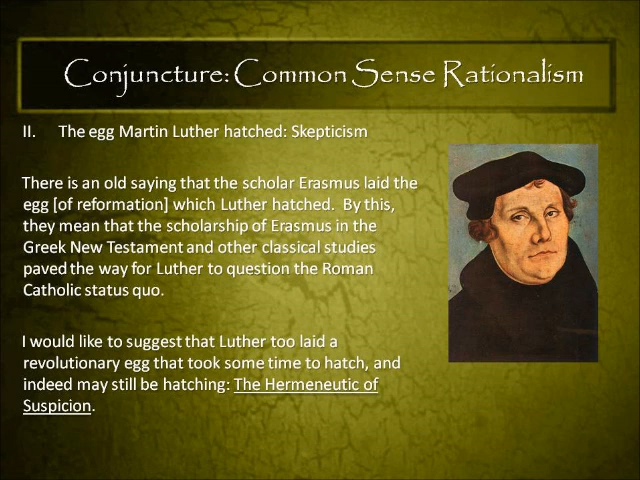 Conjuncture: Common Sense Rationalism
II. The egg Martin Luther hatched: Skepticism
There is an old saying that the scholar Erasmus laid the
egg [of reformation] which Luther hatched. By this,
they mean that the scholarship of Erasmus in the
Greek New Testament and other classical studies
paved the way for Luther to question the Roman
Catholic status quo.
I would like to suggest that Luther too laid a
revolutionary egg that took some time to hatch, and
indeed may still be hatching: The Hermeneutic of
Suspicion.